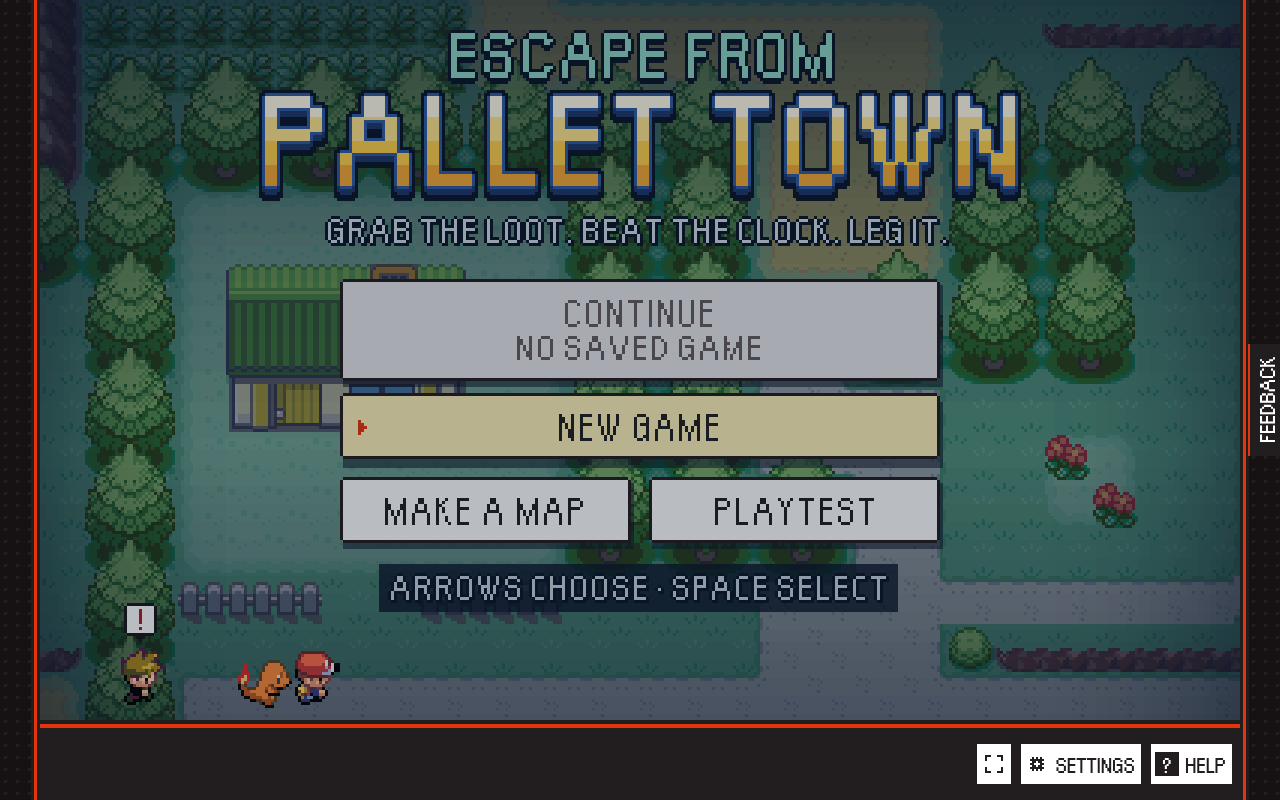 ESCAPE FROM
PALLET TOWN
GRAB THE LOOT. BEAT THE CLOCK. LEG IT.
CONTINUE
NO SAVED GAME
NEW GAME
MAKE A MAP
PLAYTEST
ARROWS CHOOSE · SPACE SELECT
!
FEEDBACK
SETTINGS
? HELP